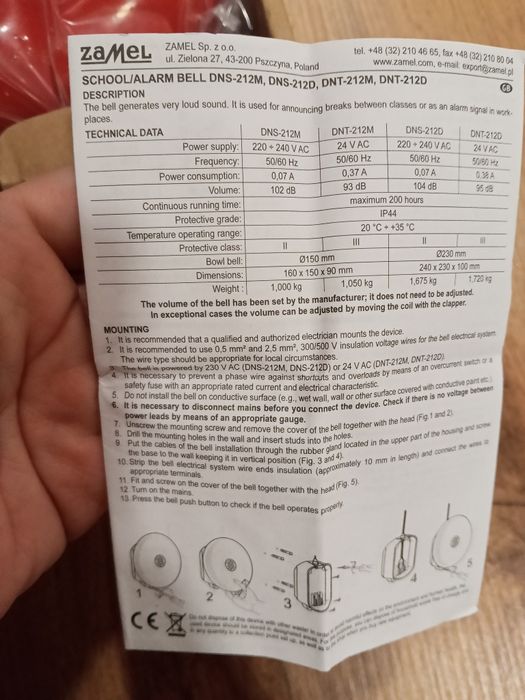 ZAMEL
ZAMEL Sp. z o.o.
ul. Zielona 27, 43-200 Pszczyna, Poland
tel. +48 (32) 210 46 65, fax +48 (32) 210 80 04
www.zamel.com, e-mail: export@zamel.pl
SCHOOL/ALARM BELL DNS-212M, DNS-212D, DNT-212M, DNT-212D
GB
DESCRIPTION
The bell generates very loud sound. It is used for announcing breaks between classes or as an alarm signal in work-
places.
TECHNICAL DATA DNS-212M DNT-212M DNS-212D DNT-212D
Power supply: 220 ÷ 240 V AC 24 V AC 220 ÷ 240 V AC 24 V AC
Frequency: 50/60 Hz 50/60 Hz 50/60 Hz 50/60 Hz
Power consumption: 0,07 A 0,37 A 0,07 A 0,38 A
Volume: 102 dB 93 dB 104 dB 95 dB
Continuous running time: maximum 200 hours
Protective grade: IP44
Temperature operating range: 20 °C ÷ +35 °C
Protective class: II III II III
Bowl bell: Ø150 mm Ø230 mm
Dimensions: 160 x 150 x 90 mm 240 x 230 x 100 mm
Weight: 1,000 kg 1,050 kg 1,675 kg 1,720 kg
The volume of the bell has been set by the manufacturer; it does not need to be adjusted.
In exceptional cases the volume can be adjusted by moving the coil with the clapper.
MOUNTING
1. It is recommended that a qualified and authorized electrician mounts the device.
2. It is recommended to use 0,5 mm² and 2,5 mm², 300/500 V insulation voltage wires for the bell electrical system.
The wire type should be appropriate for local circumstances.
3. The bell is powered by 230 V AC (DNS-212M, DNS-212D) or 24 V AC (DNT-212M, DNT-212D).
4. It is necessary to prevent a phase wire against shortcuts and overloads by means of an overcurrent switch or a
safety fuse with an appropriate rated current and electrical characteristic.
5. Do not install the bell on conductive surface (e.g., wet wall, wall or other surface covered with conductive paint etc.)
6. It is necessary to disconnect mains before you connect the device. Check if there is no voltage between
power leads by means of an appropriate gauge.
7. Unscrew the mounting screw and remove the cover of the bell together with the head (Fig. 1 and 2).
8. Drill the mounting holes in the wall and insert studs into the holes.
9. Put the cables of the bell installation through the rubber gland located in the upper part of the housing and screw
the base to the wall keeping it in vertical position (Fig. 3 and 4).
10. Strip the bell electrical system wire ends insulation (approximately 10 mm in length) and connect the wires to
appropriate terminals.
11. Fit and screw on the cover of the bell together with the head (Fig. 5).
12. Turn on the mains.
13. Press the bell push button to check if the bell operates properly.
1
2
3
4
5
CE
Do not dispose of this device with other waste!